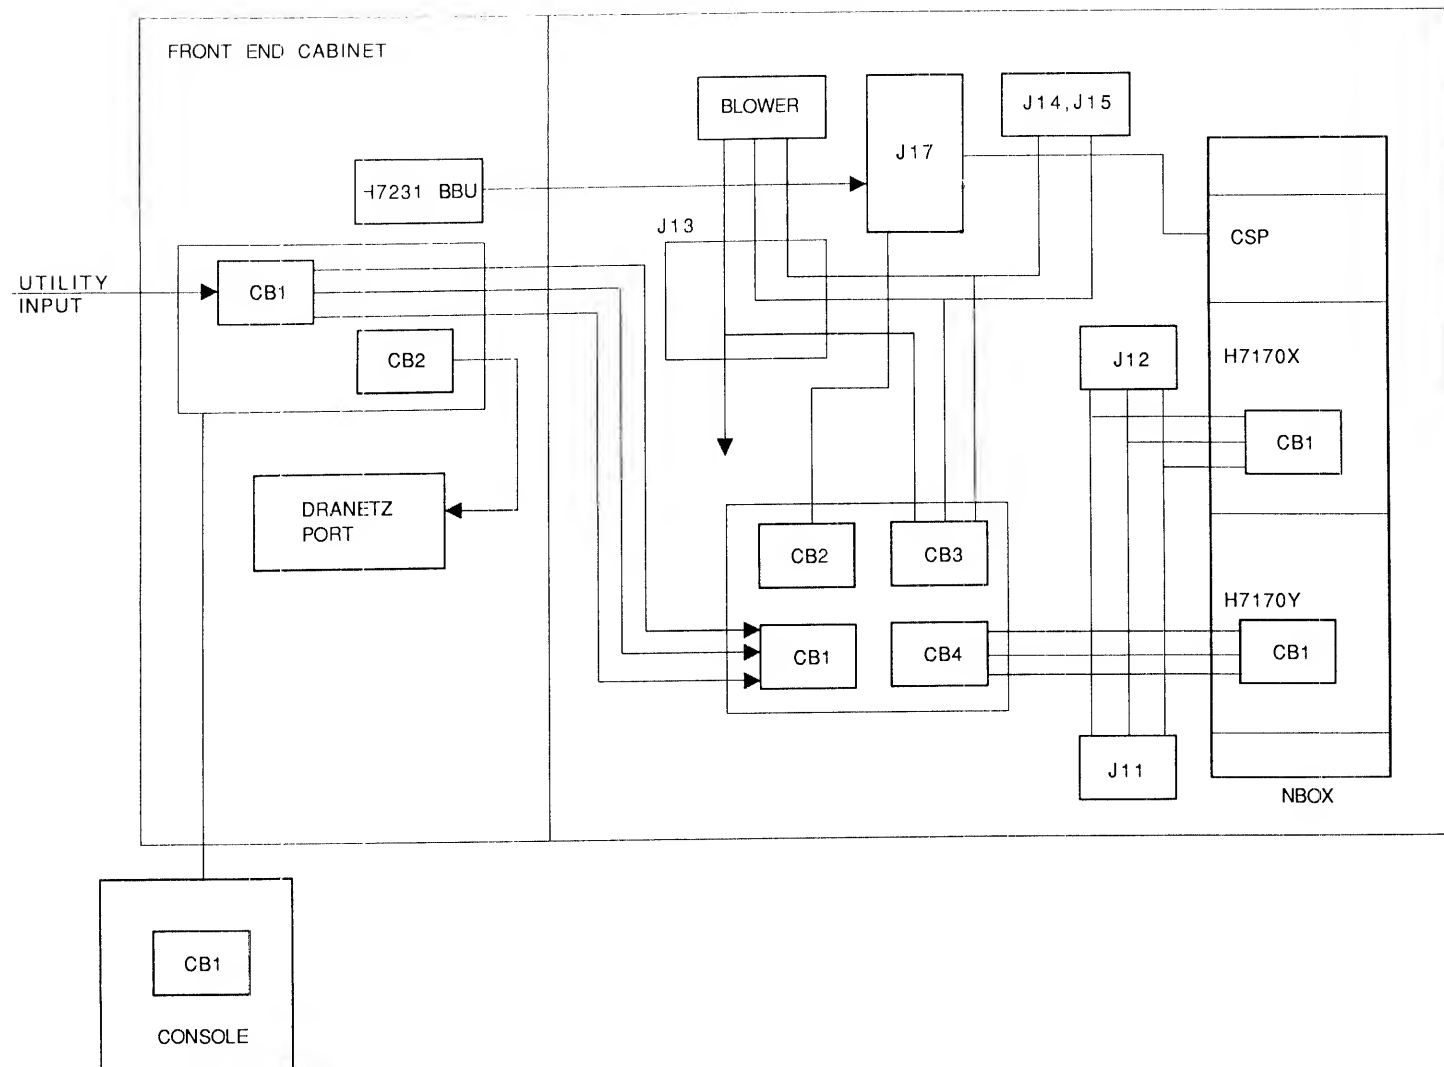 FRONT END CABINET
BLOWER
J17
J14,J15
H7231 BBU
J13
CSP
UTILITY
INPUT
CB1
CB2
J12
H7170X
CB1
DRANETZ
PORT
CB2
CB3
H7170Y
CB1
CB4
CB1
J11
NBOX
CB1
CONSOLE